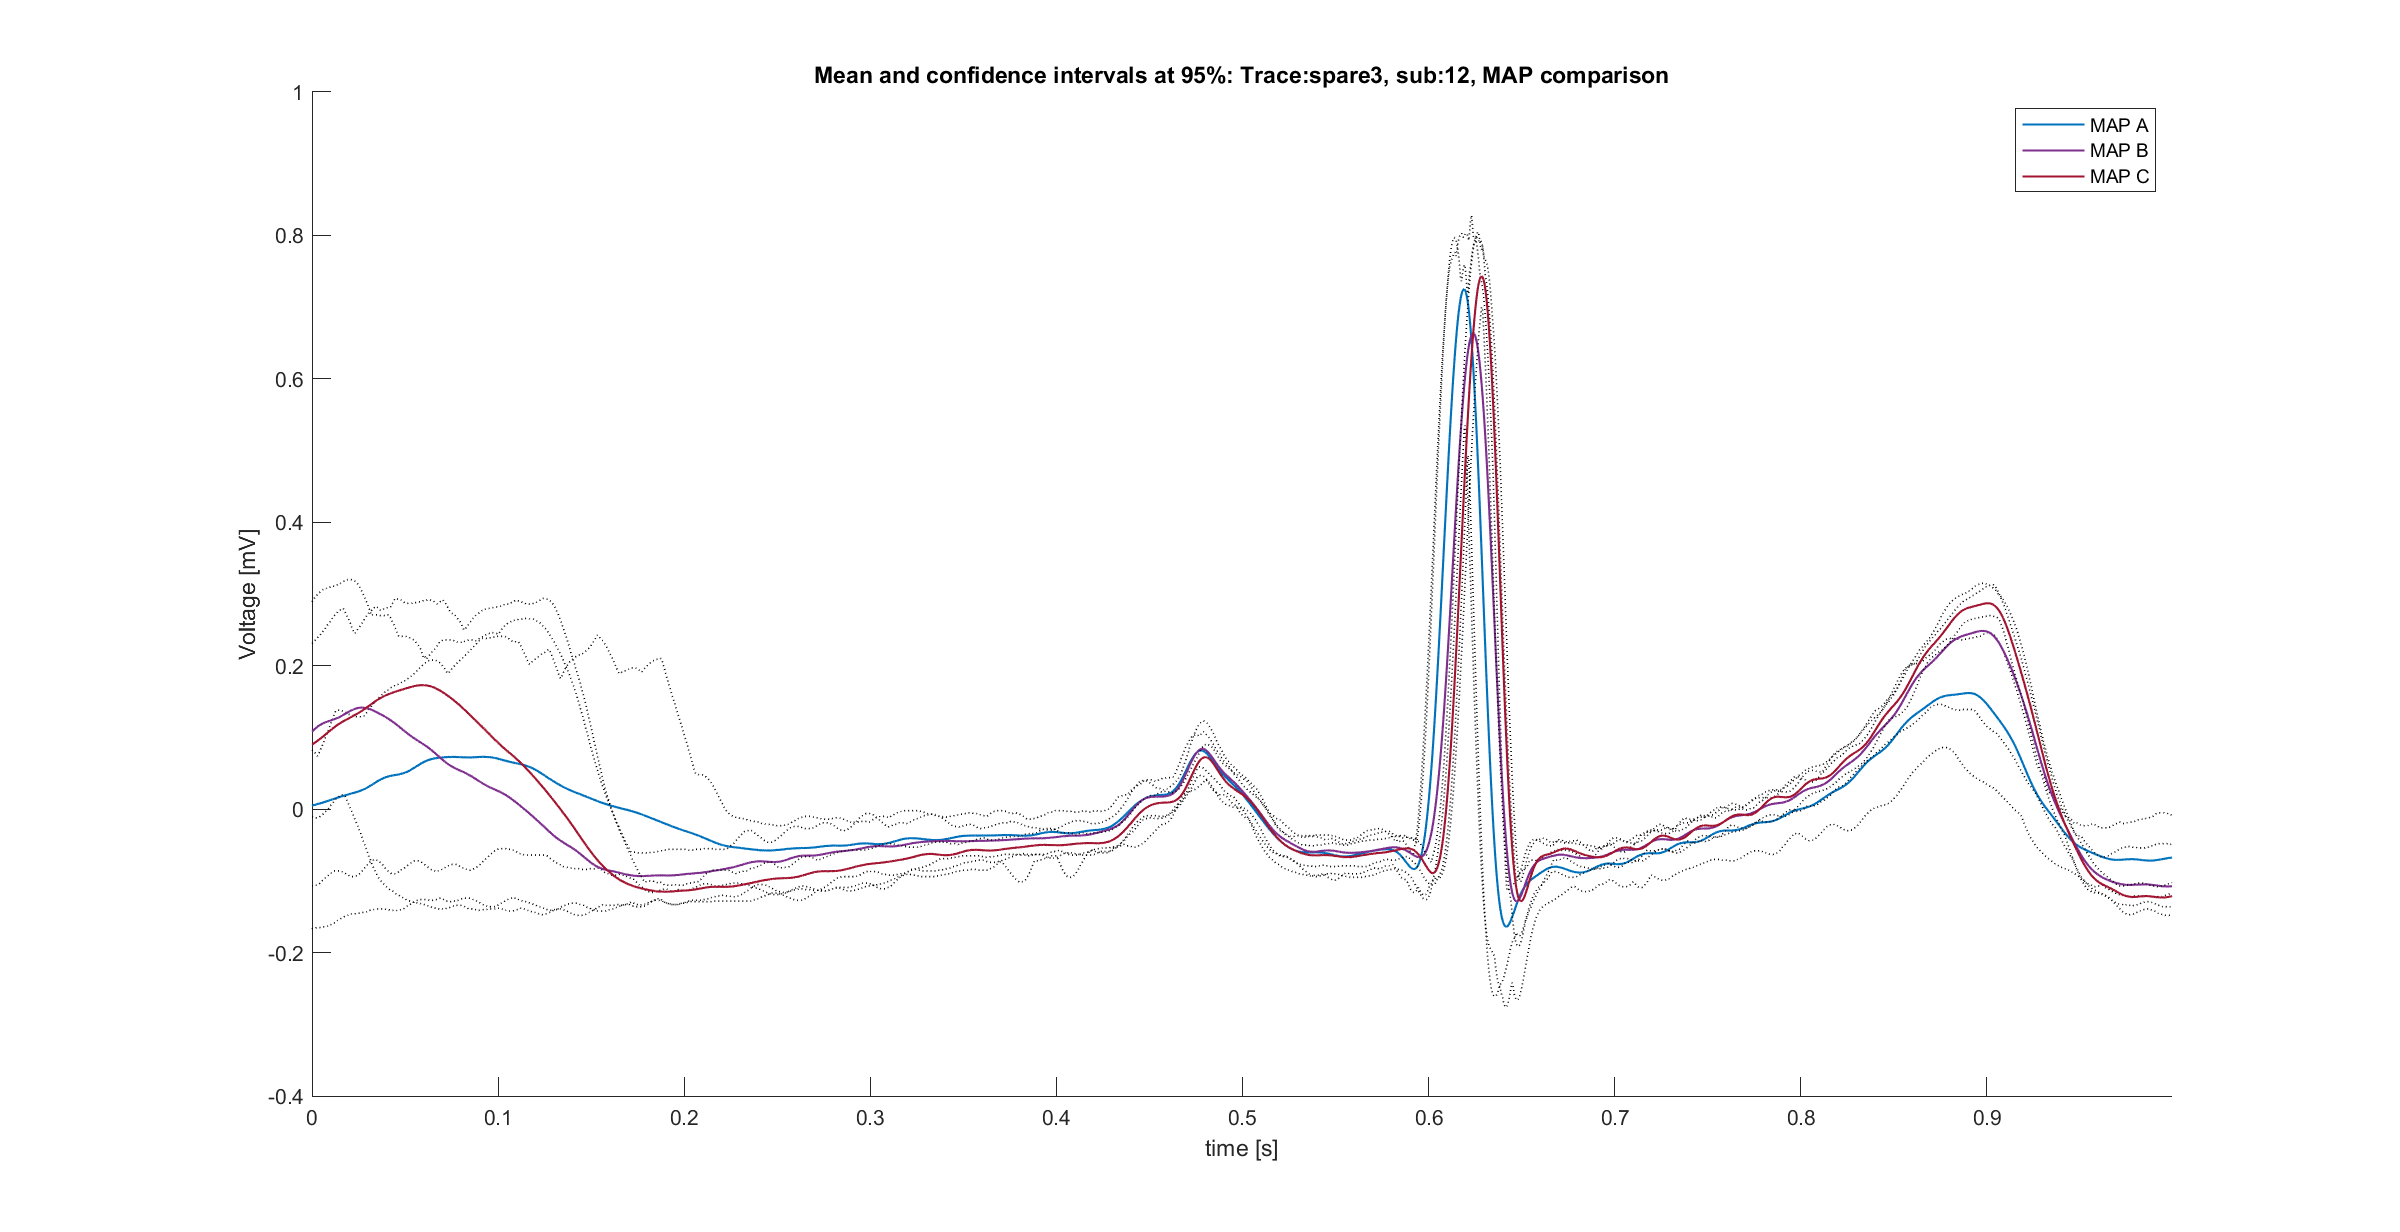 Mean and confidence intervals at 95%: Trace:spare3, sub:12, MAP comparison
MAP A
MAP B
MAP C
1
0.8
0.6
0.4
0.2
0
-0.2
-0.4
Voltage [mV]
0 0.1 0.2 0.3 0.4 0.5 0.6 0.7 0.8 0.9
time [s]